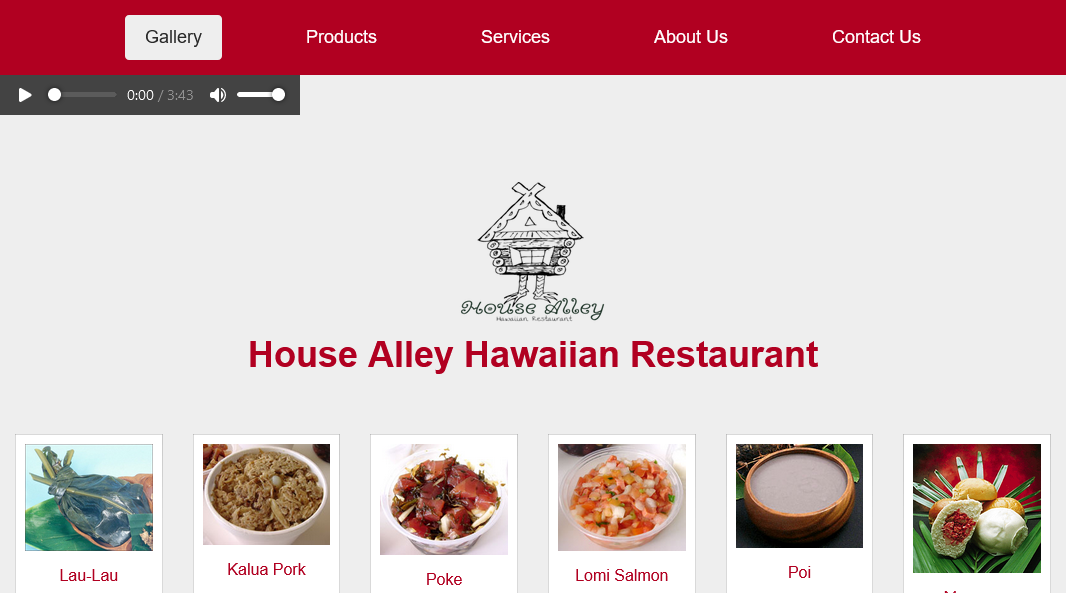 Gallery
Products
Services
About Us
Contact Us
0:00 / 3:43
House Alley
Hawaiian Restaurant
House Alley Hawaiian Restaurant
Lau-Lau
Kalua Pork
Poke
Lomi Salmon
Poi